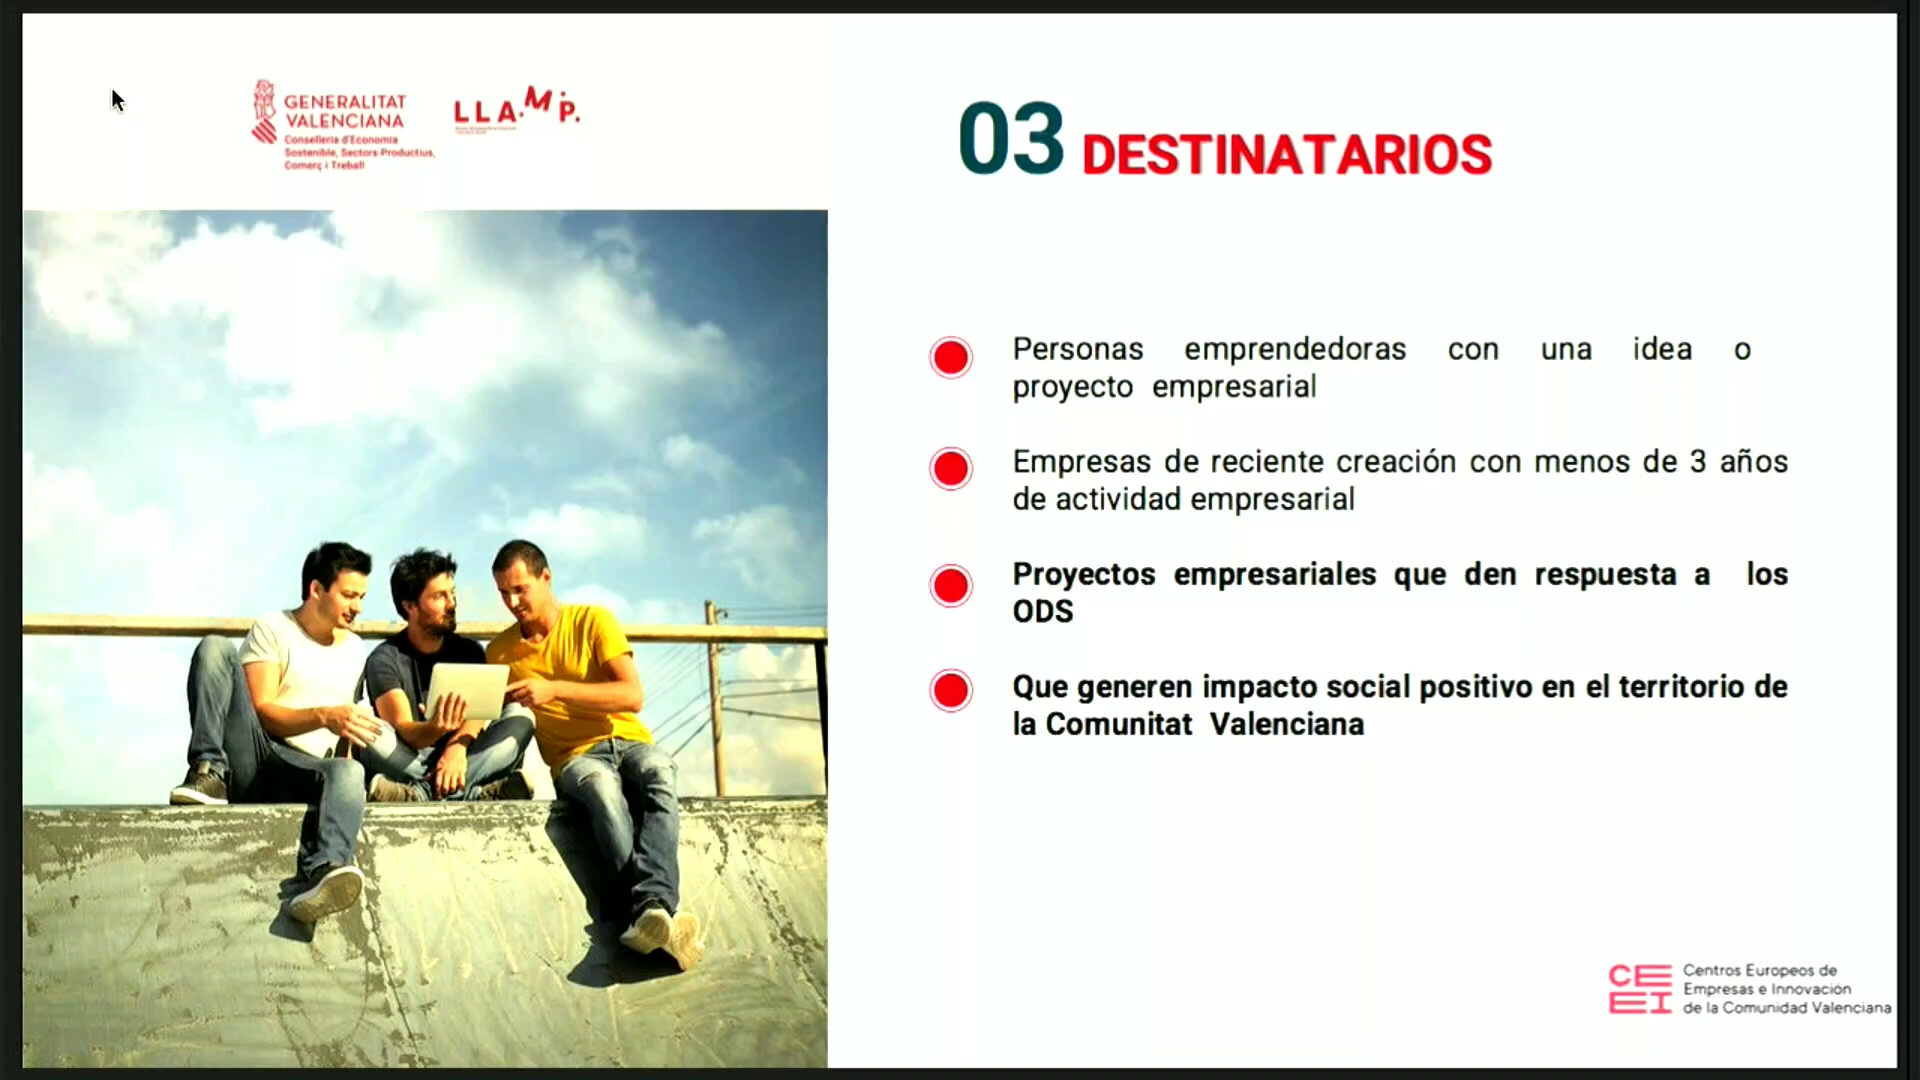 GENERALITAT
VALENCIANA
Conselleria d'Economia
Sostenible, Sectors Productius,
Comerç i Treball
LLA.M.P.
03 DESTINATARIOS
Personas emprendedoras con una idea o
proyecto empresarial
Empresas de reciente creación con menos de 3 años
de actividad empresarial
Proyectos empresariales que den respuesta a los
ODS
Que generen impacto social positivo en el territorio de
la Comunitat Valenciana
CEEI
Centros Europeos de
Empresas e Innovación
de la Comunidad Valenciana